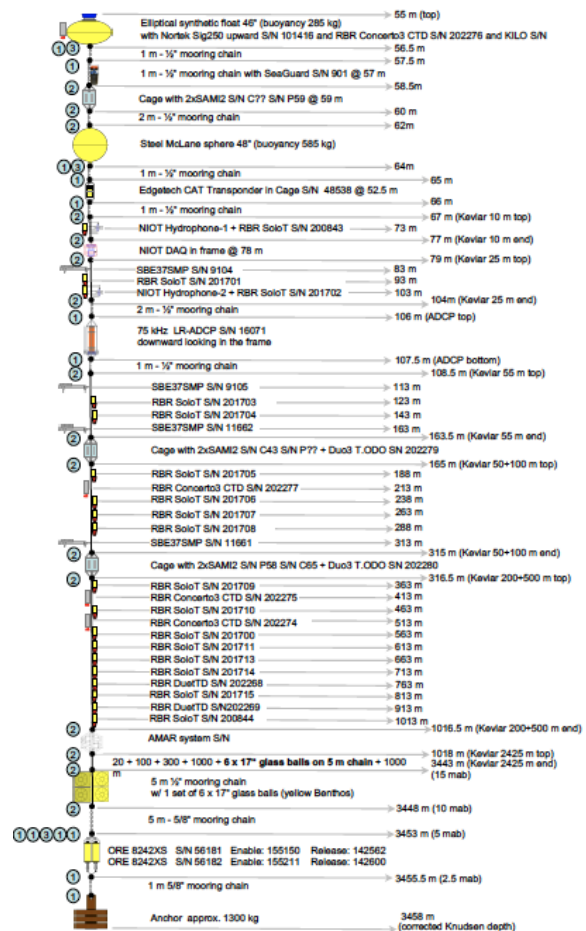 55 m (top)
Elliptical synthetic float 46" (buoyancy 285 kg)
with Nortek Sig250 upward S/N 101416 and RBR Concerto3 CTD S/N 202276 and KILO S/N
1 3
56.5 m
1 m - ½" mooring chain
1
57.5 m
1 m - ½" mooring chain with SeaGuard S/N 901 @ 57 m
2
58.5m
Cage with 2xSAMI2 S/N C?? S/N P59 @ 59 m
2
60 m
2 m - ½" mooring chain
2
62m
Steel McLane sphere 48" (buoyancy 585 kg)
1 3
64m
1 m - ½" mooring chain
1
65 m
Edgetech CAT Transponder in Cage S/N 48538 @ 52.5 m
1
66 m
1 m - ½" mooring chain
2
67 m (Kevlar 10 m top)
NIOT Hydrophone-1 + RBR SoloT S/N 200843
73 m
2
77 m (Kevlar 10 m end)
NIOT DAQ in frame @ 78 m
2
79 m (Kevlar 25 m top)
SBE37SMP S/N 9104
83 m
RBR SoloT S/N 201701
93 m
NIOT Hydrophone-2 + RBR SoloT S/N 201702
103 m
2
104m (Kevlar 25 m end)
2 m - ½" mooring chain
1
106 m (ADCP top)
75 kHz LR-ADCP S/N 16071
downward looking in the frame
1
107.5 m (ADCP bottom)
1 m - ½" mooring chain
2
108.5 m (Kevlar 55 m top)
SBE37SMP S/N 9105
113 m
RBR SoloT S/N 201703
123 m
RBR SoloT S/N 201704
143 m
SBE37SMP S/N 11662
163 m
2
163.5 m (Kevlar 55 m end)
Cage with 2xSAMI2 S/N C43 S/N P?? + Duo3 T.ODO SN 202279
2
165 m (Kevlar 50+100 m top)
RBR SoloT S/N 201705
188 m
RBR Concerto3 CTD S/N 202277
213 m
RBR SoloT S/N 201706
238 m
RBR SoloT S/N 201707
263 m
RBR SoloT S/N 201708
288 m
SBE37SMP S/N 11661
313 m
2
315 m (Kevlar 50+100 m end)
Cage with 2xSAMI2 S/N P58 S/N C65 + Duo3 T.ODO SN 202280
2
316.5 m (Kevlar 200+500 m top)
RBR SoloT S/N 201709
363 m
RBR Concerto3 CTD S/N 202275
413 m
RBR SoloT S/N 201710
463 m
RBR Concerto3 CTD S/N 202274
513 m
RBR SoloT S/N 201700
563 m
RBR SoloT S/N 201711
613 m
RBR SoloT S/N 201713
663 m
RBR SoloT S/N 201714
713 m
RBR DuetTD S/N 202268
763 m
RBR SoloT S/N 201715
813 m
RBR DuetTD S/N202269
913 m
RBR SoloT S/N 200844
1013 m
2
1016.5 m (Kevlar 200+500 m end)
AMAR system S/N
2
1018 m (Kevlar 2425 m top)
20 + 100 + 300 + 1000 + 6 x 17" glass balls on 5 m chain + 1000
m
2
3443 m (Kevlar 2425 m end)
(15 mab)
5 m ½" mooring chain
w/ 1 set of 6 x 17" glass balls (yellow Benthos)
2
3448 m (10 mab)
5 m - 5/8" mooring chain
1 1 3 1 1
3453 m (5 mab)
ORE 8242XS S/N 56181 Enable: 155150 Release: 142562
ORE 8242XS S/N 56182 Enable: 155211 Release: 142600
1
3455.5 m (2.5 mab)
1 m 5/8" mooring chain
1
Anchor approx. 1300 kg
3458 m
(corrected Knudsen depth)